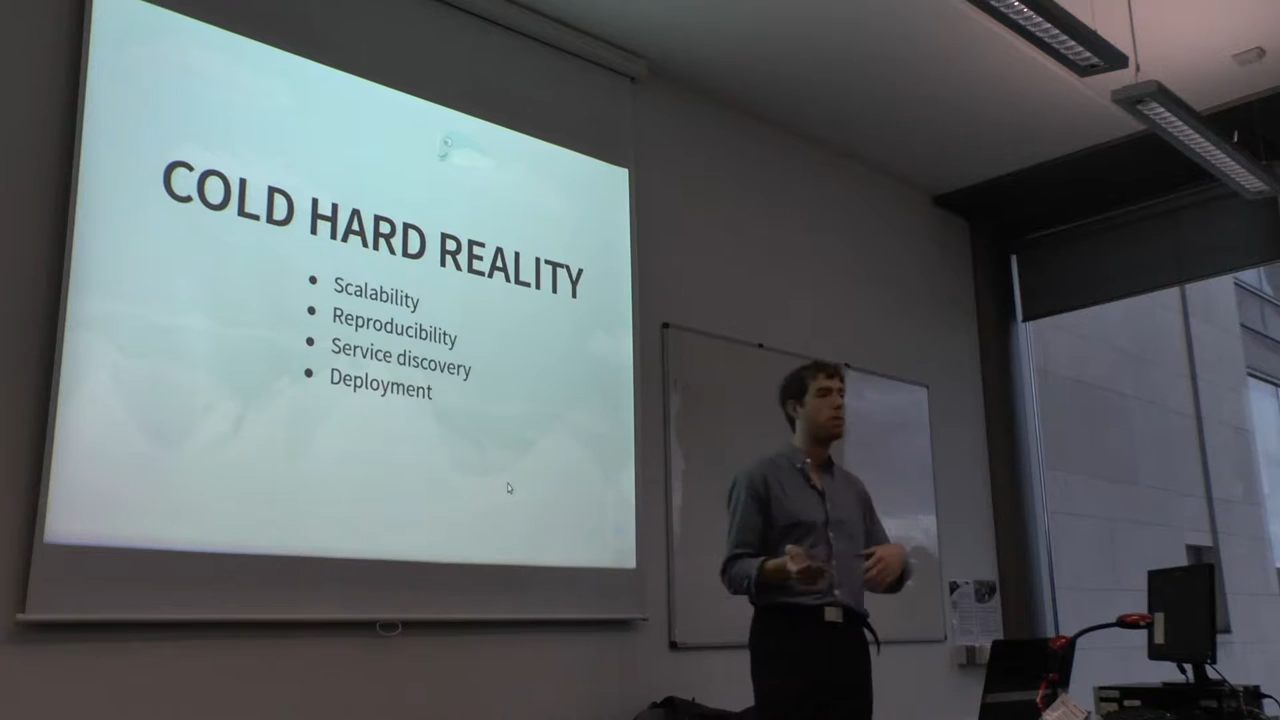 COLD HARD REALITY
Scalability
Reproducibility
Service discovery
Deployment